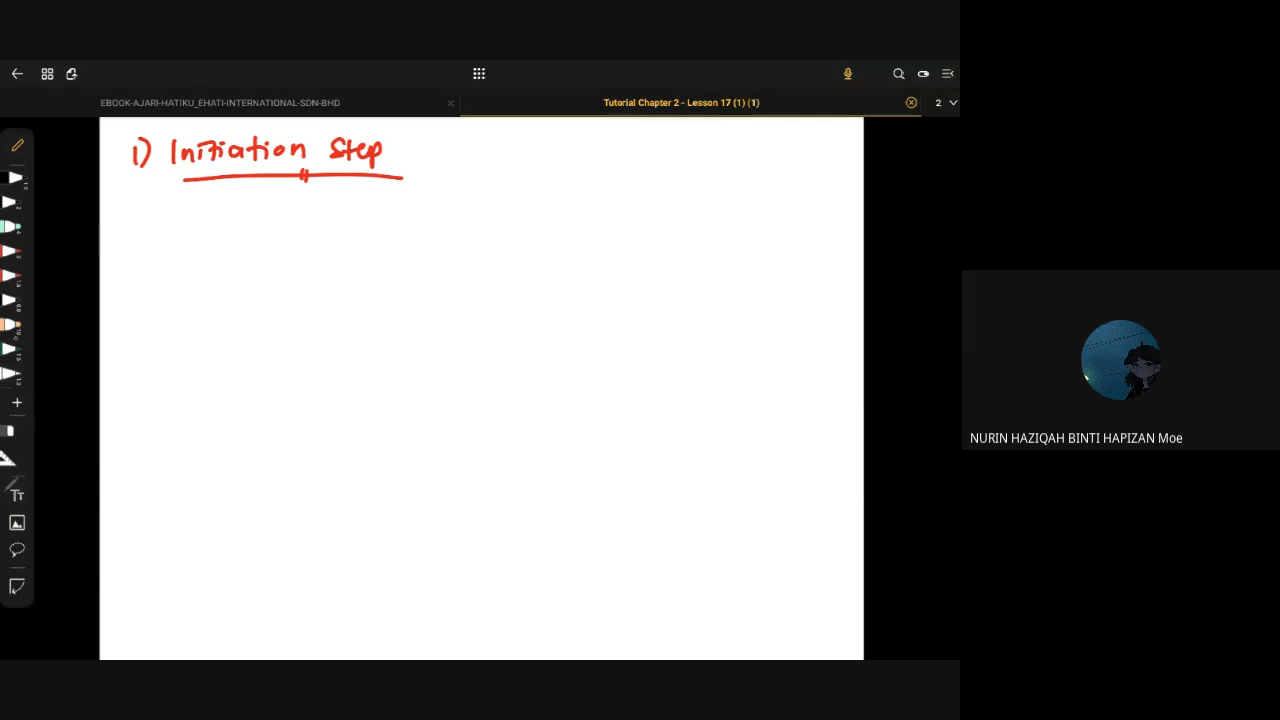 EBOOK-AJARI-HATIKU_EHATI-INTERNATIONAL-SDN-BHD
Tutorial Chapter 2 - Lesson 17 (1) (1)
2
1) Initiation Step
TT
NURIN HAZIQAH BINTI HAPIZAN Moe